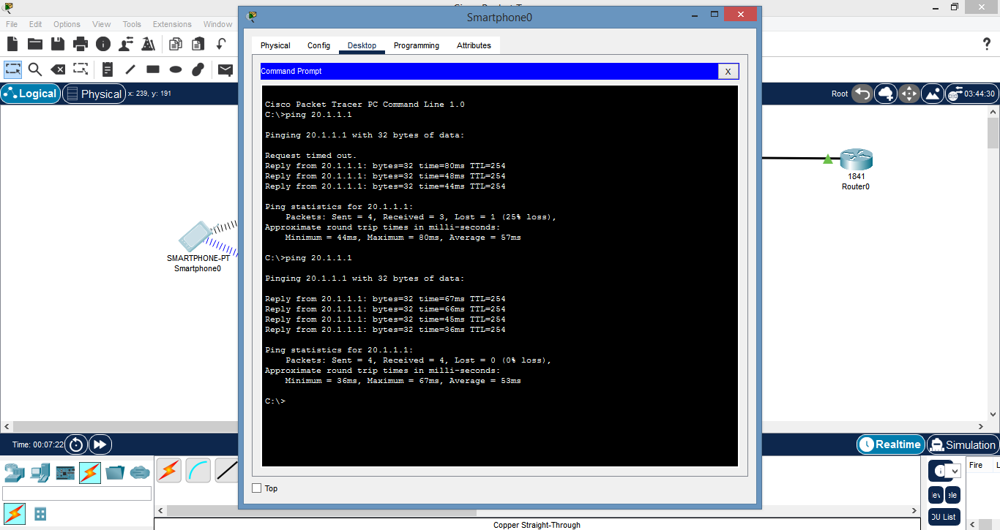 Smartphone0
File Edit Options View Tools Extensions Window
Physical Config Desktop Programming Attributes
Command Prompt
X
Logical
Physical
x: 239, y: 191
Root
03:44:30
Cisco Packet Tracer PC Command Line 1.0
C:\>ping 20.1.1.1
Pinging 20.1.1.1 with 32 bytes of data:
Request timed out.
Reply from 20.1.1.1: bytes=32 time=80ms TTL=254
Reply from 20.1.1.1: bytes=32 time=48ms TTL=254
Reply from 20.1.1.1: bytes=32 time=44ms TTL=254
Ping statistics for 20.1.1.1:
Packets: Sent = 4, Received = 3, Lost = 1 (25% loss),
Approximate round trip times in milli-seconds:
Minimum = 44ms, Maximum = 80ms, Average = 57ms
C:\>ping 20.1.1.1
Pinging 20.1.1.1 with 32 bytes of data:
Reply from 20.1.1.1: bytes=32 time=67ms TTL=254
Reply from 20.1.1.1: bytes=32 time=66ms TTL=254
Reply from 20.1.1.1: bytes=32 time=45ms TTL=254
Reply from 20.1.1.1: bytes=32 time=36ms TTL=254
Ping statistics for 20.1.1.1:
Packets: Sent = 4, Received = 4, Lost = 0 (0% loss),
Approximate round trip times in milli-seconds:
Minimum = 36ms, Maximum = 67ms, Average = 53ms
C:\>
1841
Router0
SMARTPHONE-PT
Smartphone0
Top
Time: 00:07:22
Realtime
Simulation
Fire
DU List
Copper Straight-Through